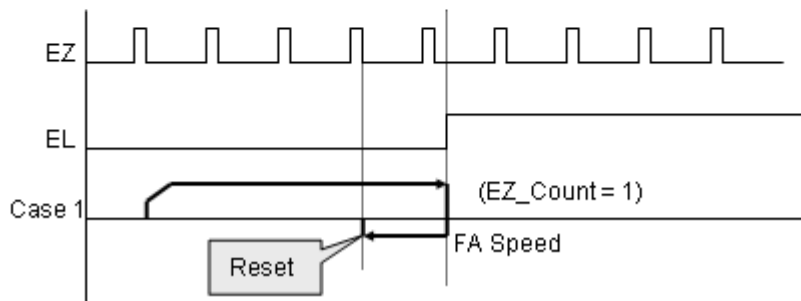 EZ
EL
Case 1
(EZ_Count = 1)
FA Speed
Reset